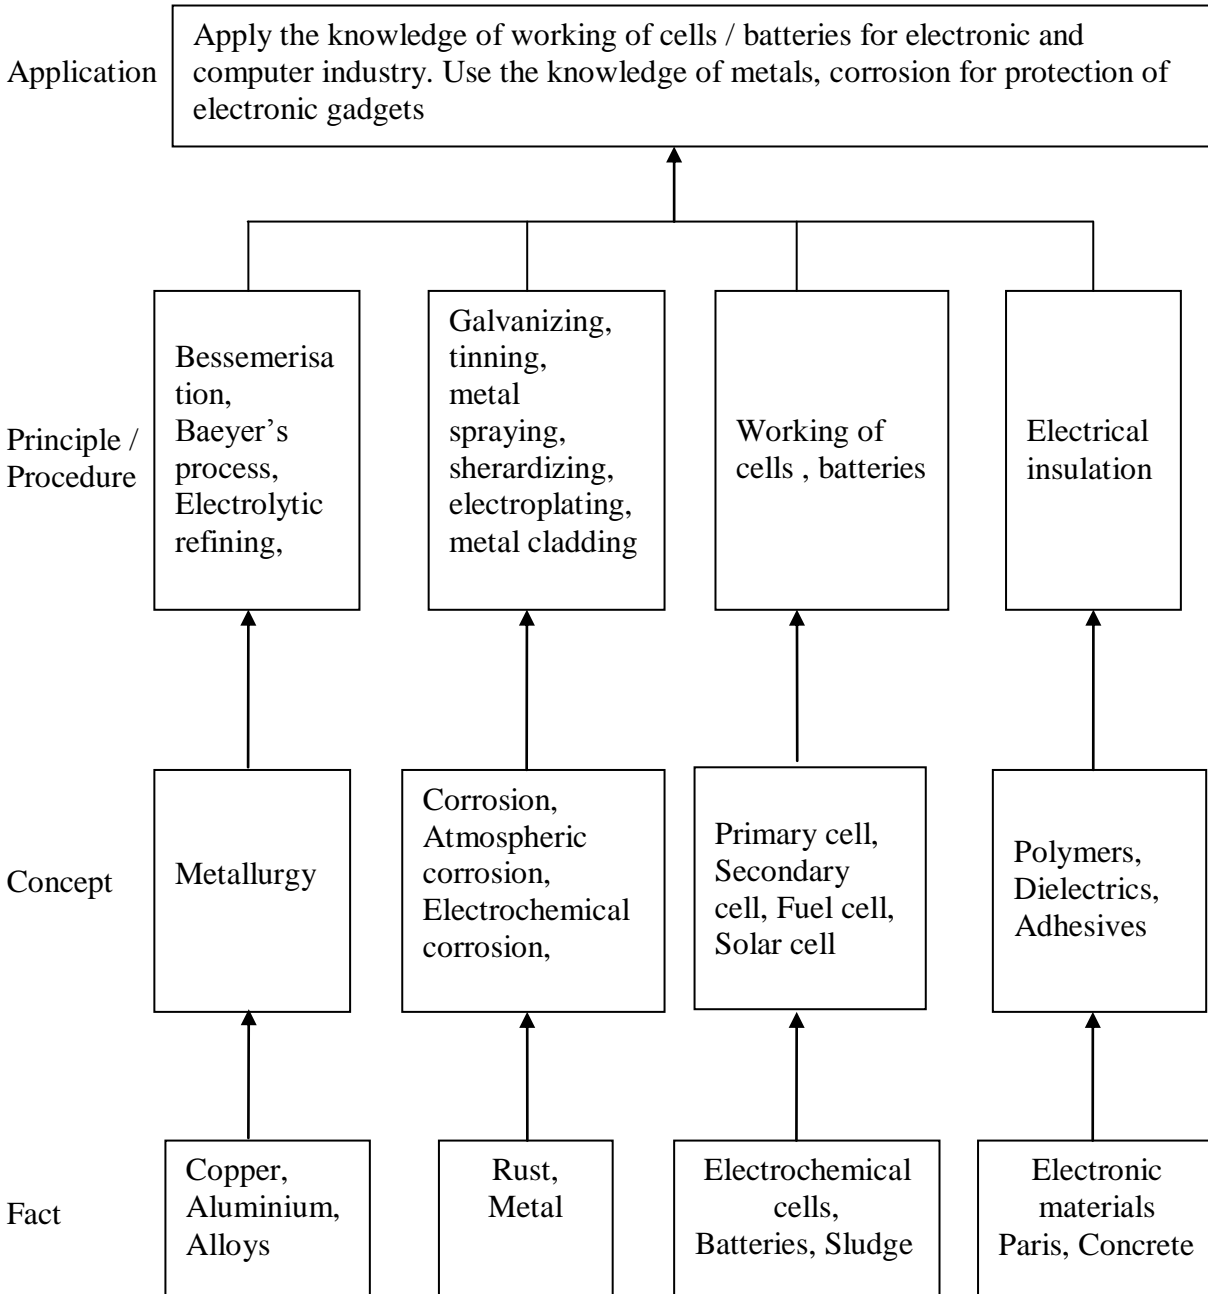 Application
Apply the knowledge of working of cells / batteries for electronic and
computer industry. Use the knowledge of metals, corrosion for protection of
electronic gadgets
Principle /
Procedure
Bessemerisa
tion,
Baeyer’s
process,
Electrolytic
refining,
Galvanizing,
tinning,
metal
spraying,
sherardizing,
electroplating,
metal cladding
Working of
cells , batteries
Electrical
insulation
Concept
Metallurgy
Corrosion,
Atmospheric
corrosion,
Electrochemical
corrosion,
Primary cell,
Secondary
cell, Fuel cell,
Solar cell
Polymers,
Dielectrics,
Adhesives
Fact
Copper,
Aluminium,
Alloys
Rust,
Metal
Electrochemical
cells,
Batteries, Sludge
Electronic
materials
Paris, Concrete